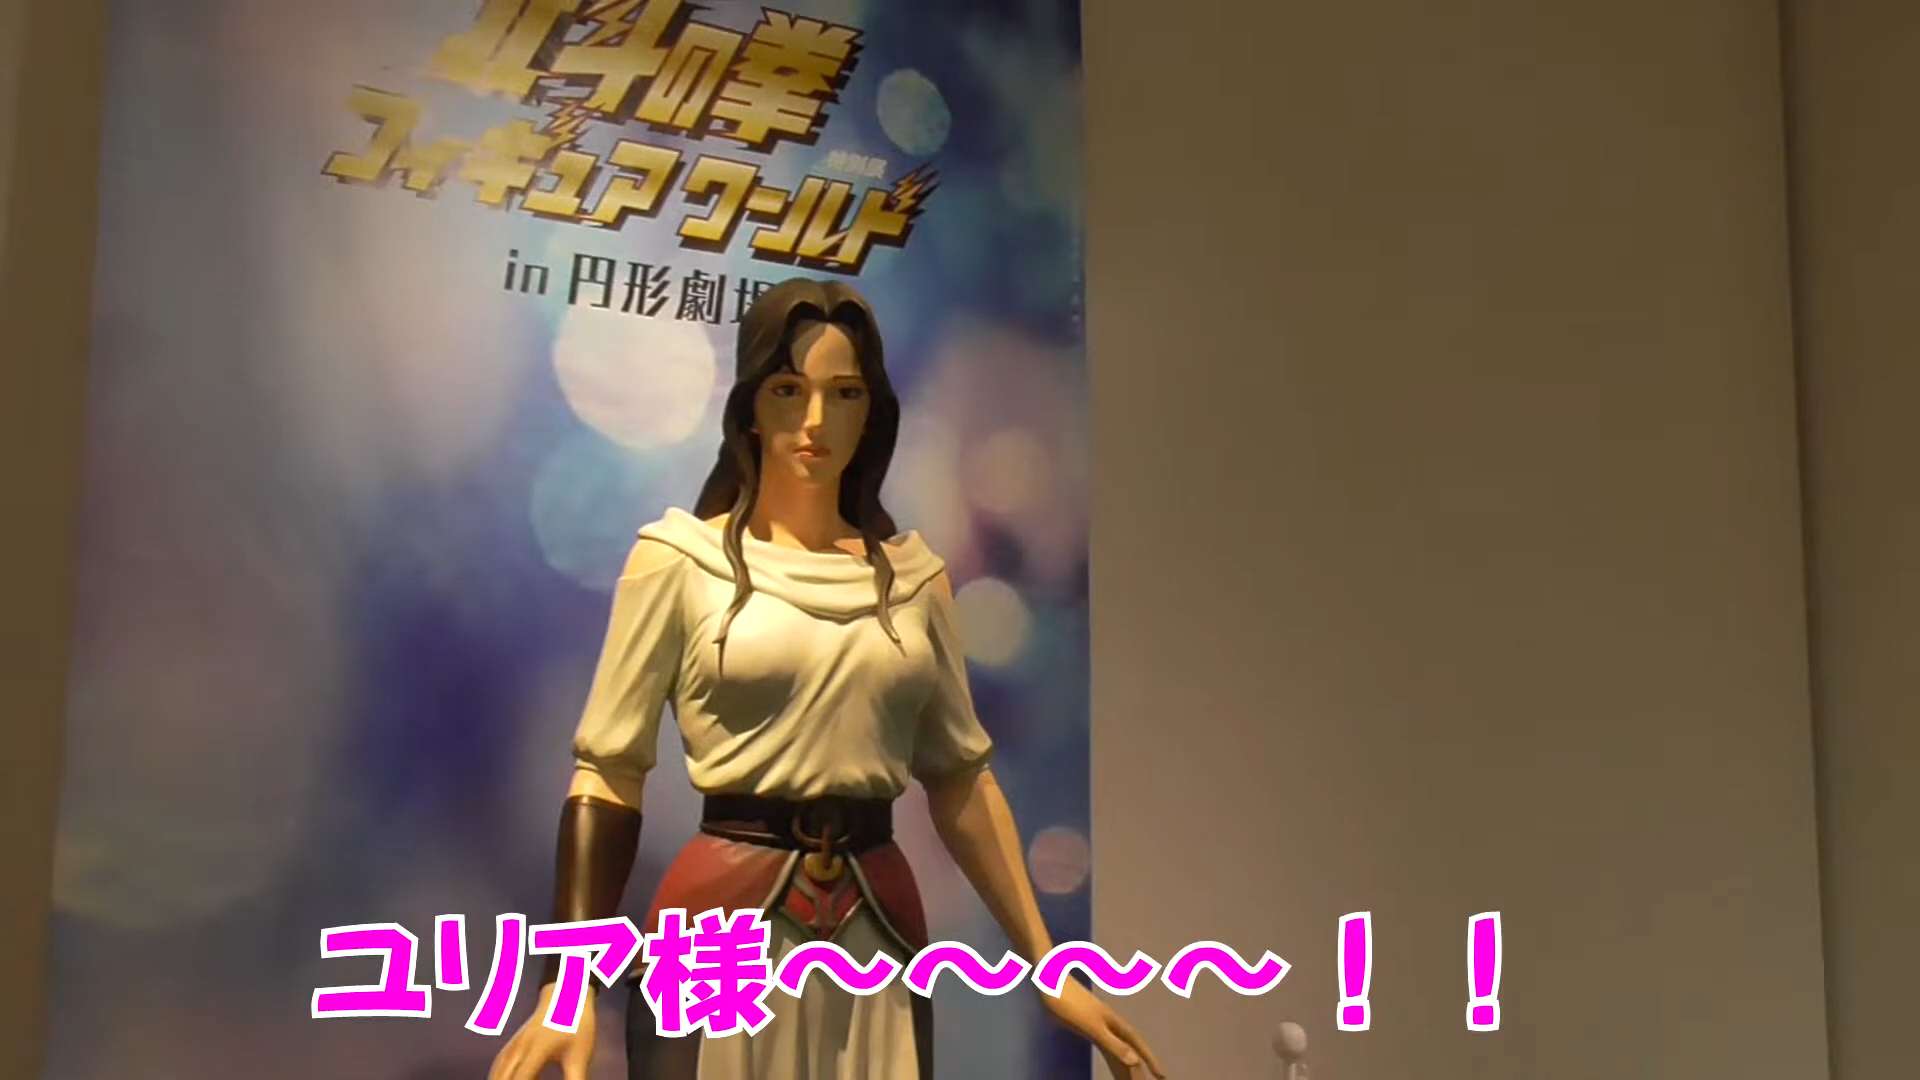 北斗の拳
特別展
フィギュア ワールド
in 円形劇場
ユリア様～～～～！！